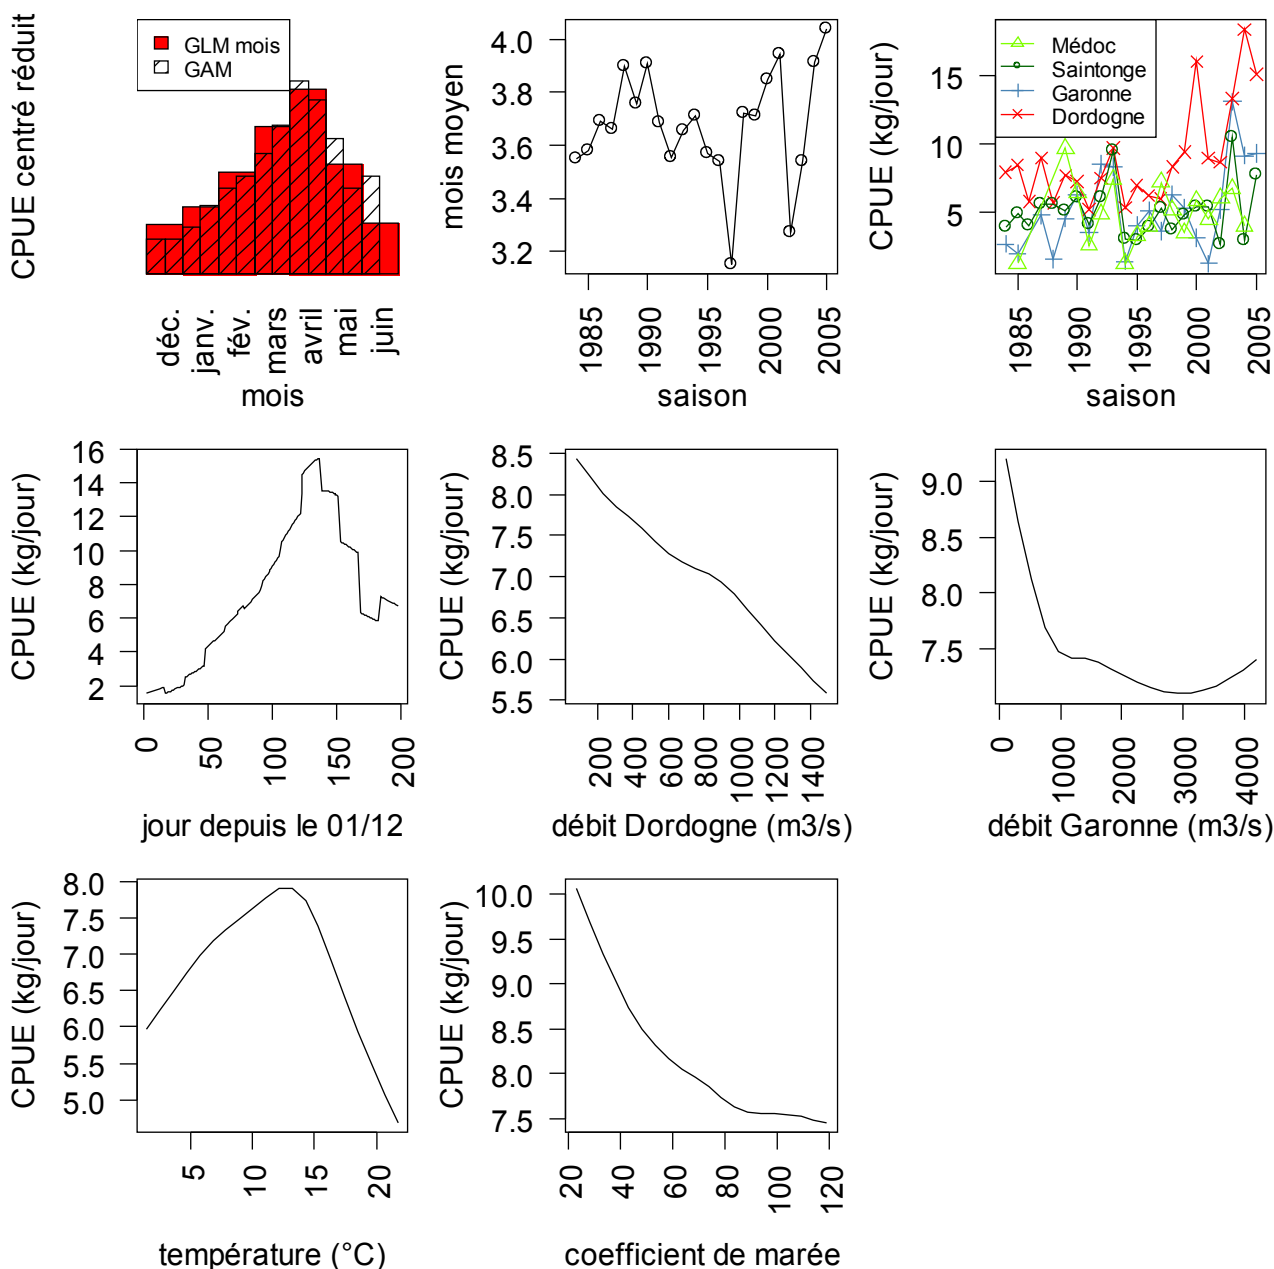 CPUE centré réduit
GLM mois
GAM
déc.
janv.
fév.
mars
avril
mai
juin
mois
mois moyen
4.0
3.8
3.6
3.4
3.2
1985
1990
1995
2000
2005
saison
CPUE (kg/jour)
15
10
5
Médoc
Saintonge
Garonne
Dordogne
1985
1990
1995
2000
2005
saison
CPUE (kg/jour)
16
14
12
10
8
6
4
2
0
50
100
150
200
jour depuis le 01/12
CPUE (kg/jour)
8.5
8.0
7.5
7.0
6.5
6.0
5.5
200
400
600
800
1000
1200
1400
débit Dordogne (m3/s)
CPUE (kg/jour)
9.0
8.5
8.0
7.5
0
1000
2000
3000
4000
débit Garonne (m3/s)
CPUE (kg/jour)
8.0
7.5
7.0
6.5
6.0
5.5
5.0
5
10
15
20
température (°C)
CPUE (kg/jour)
10.0
9.5
9.0
8.5
8.0
7.5
20
40
60
80
100
120
coefficient de marée